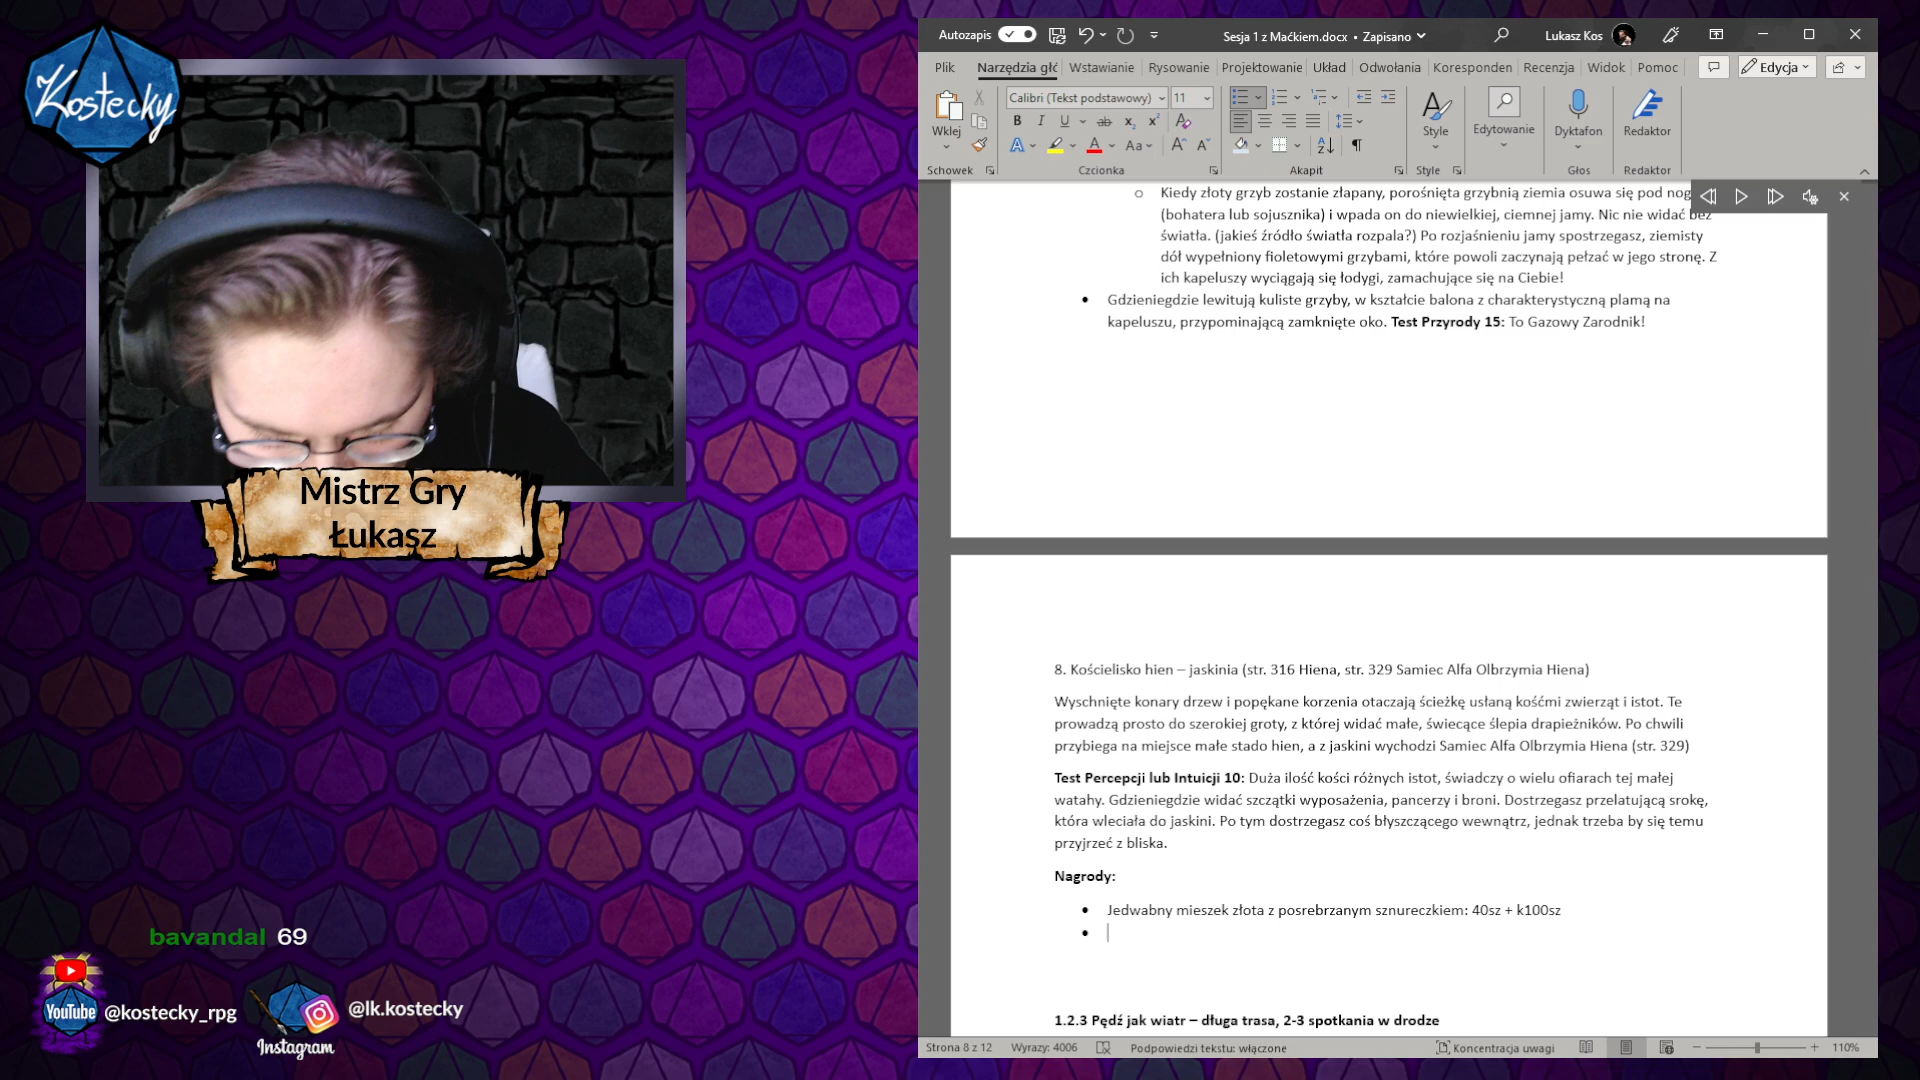 Kostecky
Mistrz Gry
Łukasz
bavandal 69
YouTube @kostecky_rpg
@lk.kostecky
Instagram
Autozapis
Sesja 1 z Maćkiem.docx • Zapisano
Lukasz Kos
Plik Narzędzia głć Wstawianie Rysowanie Projektowanie Układ Odwołania Koresponden Recenzja Widok Pomoc Edycja
Wklej
Calibri (Tekst podstawowy) 11
Style
Edytowanie
Dyktafon
Redaktor
Schowek Czcionka Akapit Style Głos Redaktor
Kiedy złoty grzyb zostanie złapany, porośnięta grzybnią ziemia osuwa się pod nog
(bohatera lub sojusznika) i wpada on do niewielkiej, ciemnej jamy. Nic nie widać bez
światła. (jakieś źródło światła rozpala?) Po rozjaśnieniu jamy spostrzegasz, ziemisty
dół wypełniony fioletowymi grzybami, które powoli zaczynają pełzać w jego stronę. Z
ich kapeluszy wyciągają się łodygi, zamachujące się na Ciebie!
• Gdzieniegdzie lewitują kuliste grzyby, w kształcie balona z charakterystyczną plamą na
kapeluszu, przypominającą zamknięte oko. Test Przyrody 15: To Gazowy Zarodnik!
8. Kościelisko hien – jaskinia (str. 316 Hiena, str. 329 Samiec Alfa Olbrzymia Hiena)
Wyschnięte konary drzew i popękane korzenia otaczają ścieżkę usłaną kośćmi zwierząt i istot. Te
prowadzą prosto do szerokiej groty, z której widać małe, świecące ślepia drapieżników. Po chwili
przybiega na miejsce małe stado hien, a z jaskini wychodzi Samiec Alfa Olbrzymia Hiena (str. 329)
Test Percepcji lub Intuicji 10: Duża ilość kości różnych istot, świadczy o wielu ofiarach tej małej
watahy. Gdzieniegdzie widać szczątki wyposażenia, pancerzy i broni. Dostrzegasz przelatującą srokę,
która wleciała do jaskini. Po tym dostrzegasz coś błyszczącego wewnątrz, jednak trzeba by się temu
przyjrzeć z bliska.
Nagrody:
• Jedwabny mieszek złota z posrebrzanym sznureczkiem: 40sz + k100sz
•
1.2.3 Pędź jak wiatr – długa trasa, 2-3 spotkania w drodze
Strona 8 z 12 Wyrazy: 4006 Podpowiedzi tekstu: włączone Koncentracja uwagi 110%